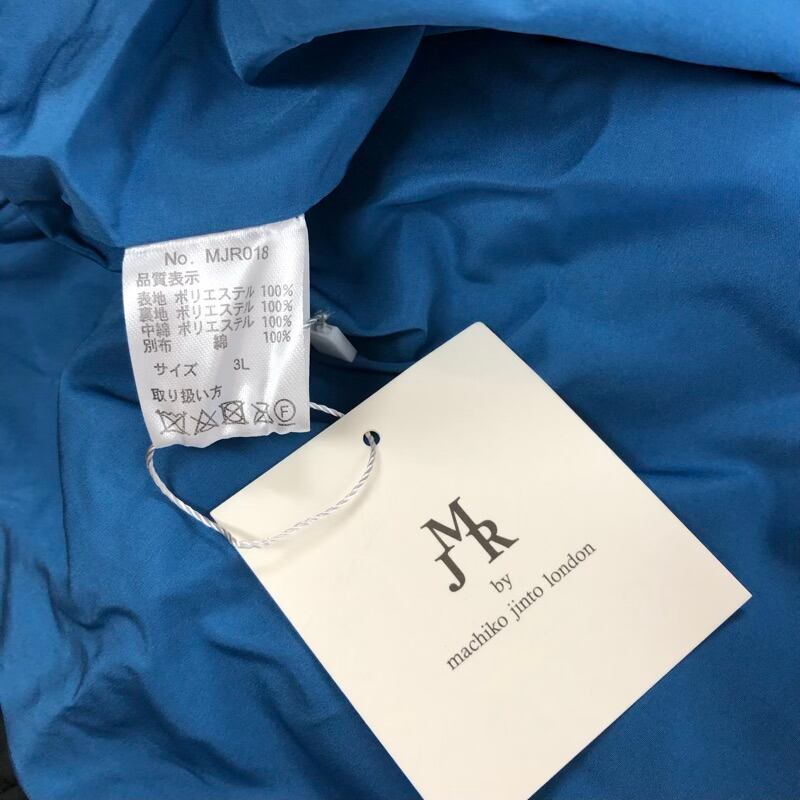 No. MJR018
品質表示
表地 ポリエステル 100%
裏地 ポリエステル 100%
中綿 ポリエステル 100%
別布 綿 100%
サイズ 3L
取り扱い方
F
MJR
by
machiko jinto london